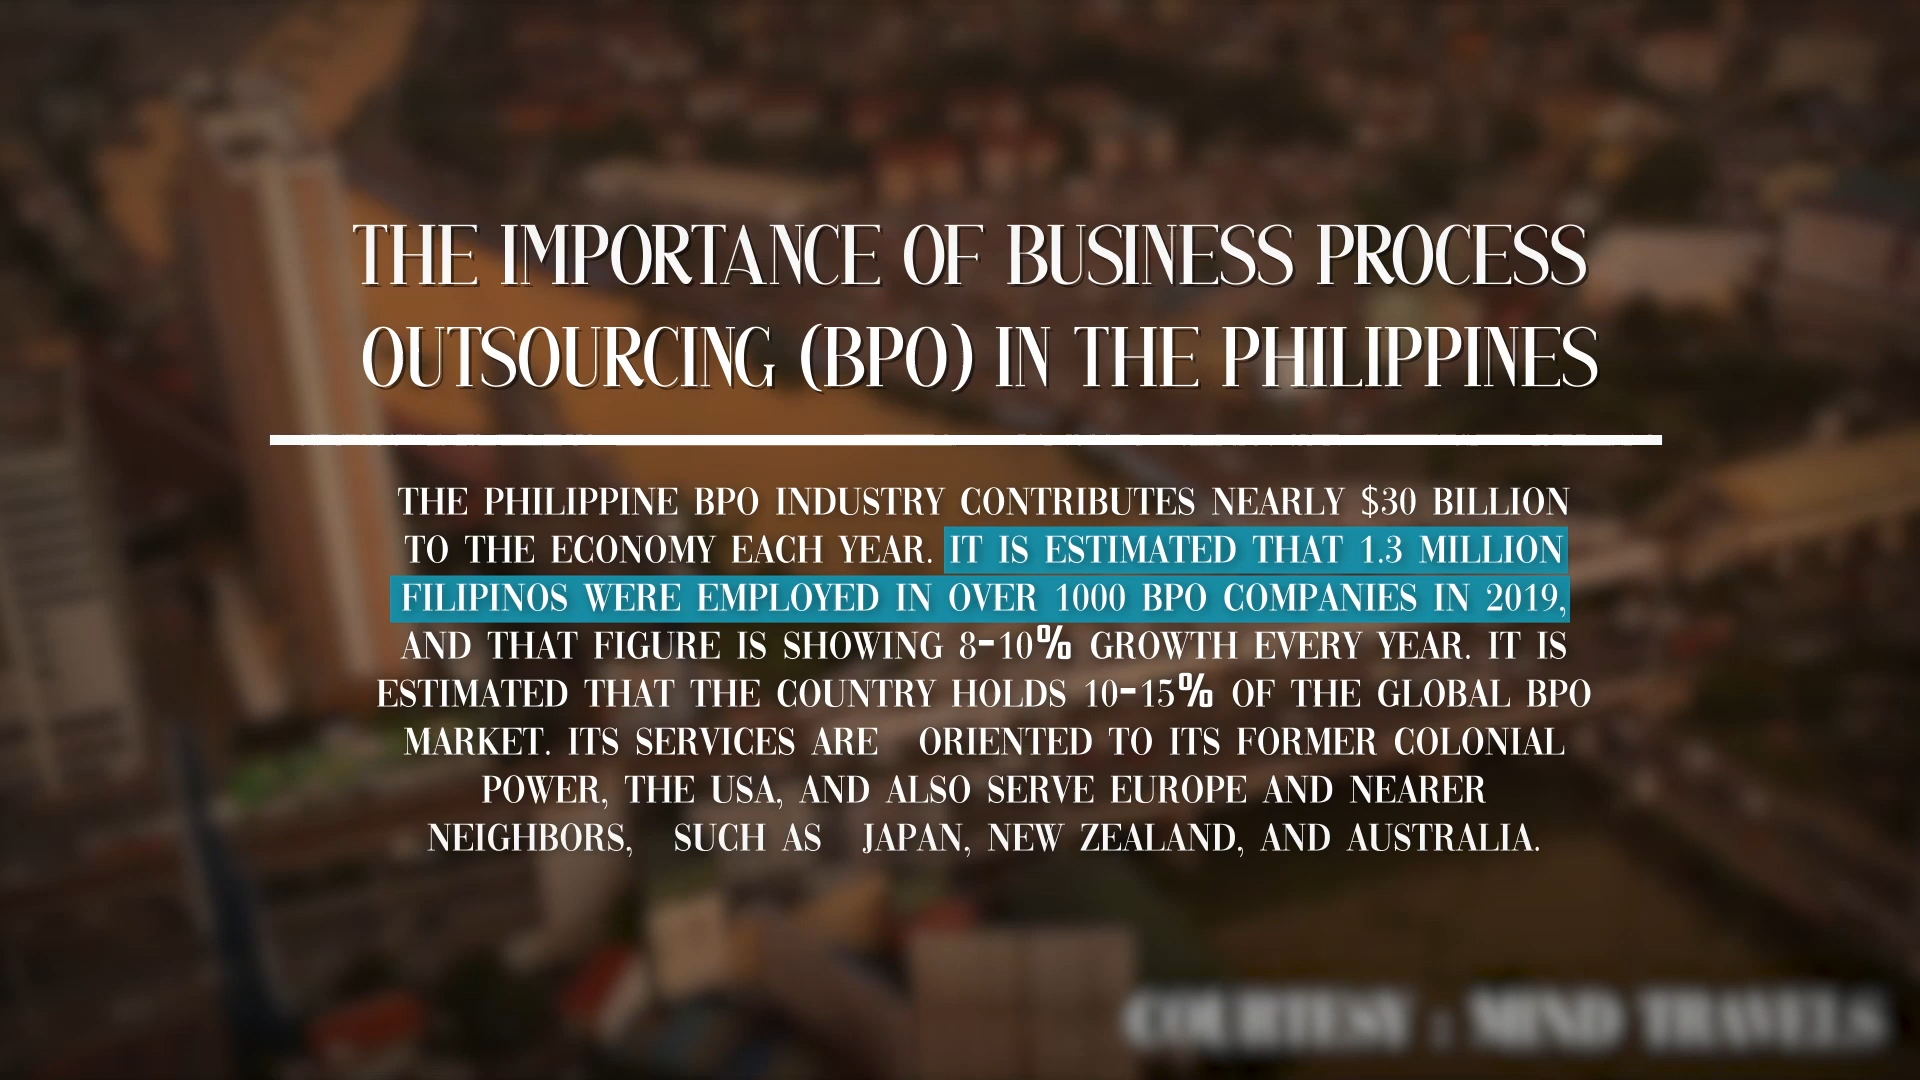 THE IMPORTANCE OF BUSINESS PROCESS
OUTSOURCING (BPO) IN THE PHILIPPINES
THE PHILIPPINE BPO INDUSTRY CONTRIBUTES NEARLY $30 BILLION
TO THE ECONOMY EACH YEAR. IT IS ESTIMATED THAT 1.3 MILLION
FILIPINOS WERE EMPLOYED IN OVER 1000 BPO COMPANIES IN 2019,
AND THAT FIGURE IS SHOWING 8-10% GROWTH EVERY YEAR. IT IS
ESTIMATED THAT THE COUNTRY HOLDS 10-15% OF THE GLOBAL BPO
MARKET. ITS SERVICES ARE ORIENTED TO ITS FORMER COLONIAL
POWER, THE USA, AND ALSO SERVE EUROPE AND NEARER
NEIGHBORS, SUCH AS JAPAN, NEW ZEALAND, AND AUSTRALIA.
COURTESY : MIND TRAVELS